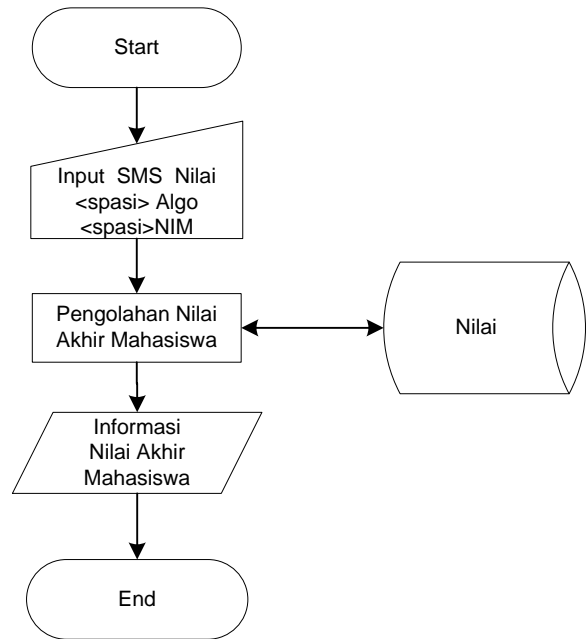 Start
Input SMS Nilai
<spasi> Algo
<spasi>NIM
Pengolahan Nilai
Akhir Mahasiswa
Nilai
Informasi
Nilai Akhir
Mahasiswa
End